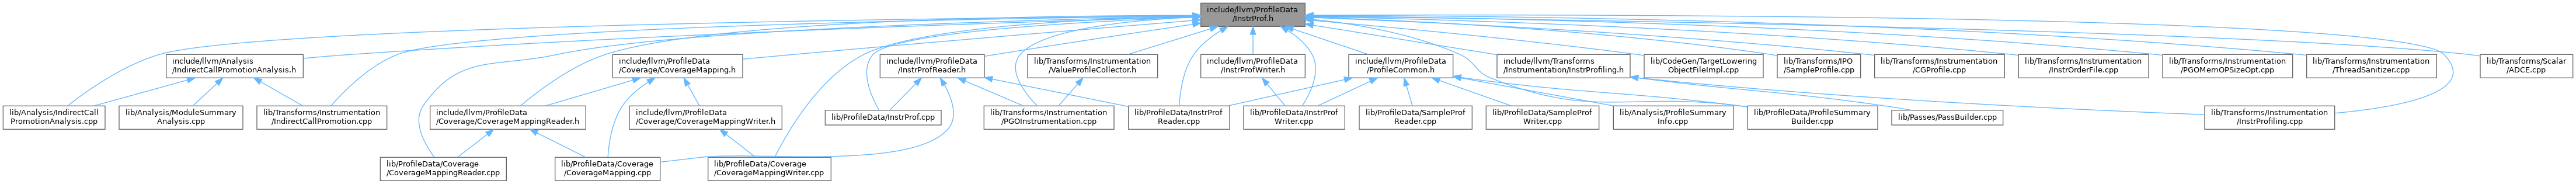 include/llvm/ProfileData
/InstrProf.h
include/llvm/Analysis
/IndirectCallPromotionAnalysis.h
include/llvm/ProfileData
/Coverage/CoverageMapping.h
include/llvm/ProfileData
/InstrProfReader.h
lib/Transforms/Instrumentation
/ValueProfileCollector.h
include/llvm/ProfileData
/InstrProfWriter.h
include/llvm/ProfileData
/ProfileCommon.h
include/llvm/Transforms
/Instrumentation/InstrProfiling.h
lib/CodeGen/TargetLowering
ObjectFileImpl.cpp
lib/Transforms/IPO
/SampleProfile.cpp
lib/Transforms/Instrumentation
/CGProfile.cpp
lib/Transforms/Instrumentation
/InstrOrderFile.cpp
lib/Transforms/Instrumentation
/PGOMemOPSizeOpt.cpp
lib/Transforms/Instrumentation
/ThreadSanitizer.cpp
lib/Transforms/Scalar
/ADCE.cpp
lib/Analysis/IndirectCall
PromotionAnalysis.cpp
lib/Analysis/ModuleSummary
Analysis.cpp
lib/Transforms/Instrumentation
/IndirectCallPromotion.cpp
include/llvm/ProfileData
/Coverage/CoverageMappingReader.h
include/llvm/ProfileData
/Coverage/CoverageMappingWriter.h
lib/ProfileData/InstrProf.cpp
lib/Transforms/Instrumentation
/PGOInstrumentation.cpp
lib/ProfileData/InstrProf
Reader.cpp
lib/ProfileData/InstrProf
Writer.cpp
lib/ProfileData/SampleProf
Reader.cpp
lib/ProfileData/SampleProf
Writer.cpp
lib/Analysis/ProfileSummary
Info.cpp
lib/ProfileData/ProfileSummary
Builder.cpp
lib/Passes/PassBuilder.cpp
lib/Transforms/Instrumentation
/InstrProfiling.cpp
lib/ProfileData/Coverage
/CoverageMappingReader.cpp
lib/ProfileData/Coverage
/CoverageMapping.cpp
lib/ProfileData/Coverage
/CoverageMappingWriter.cpp